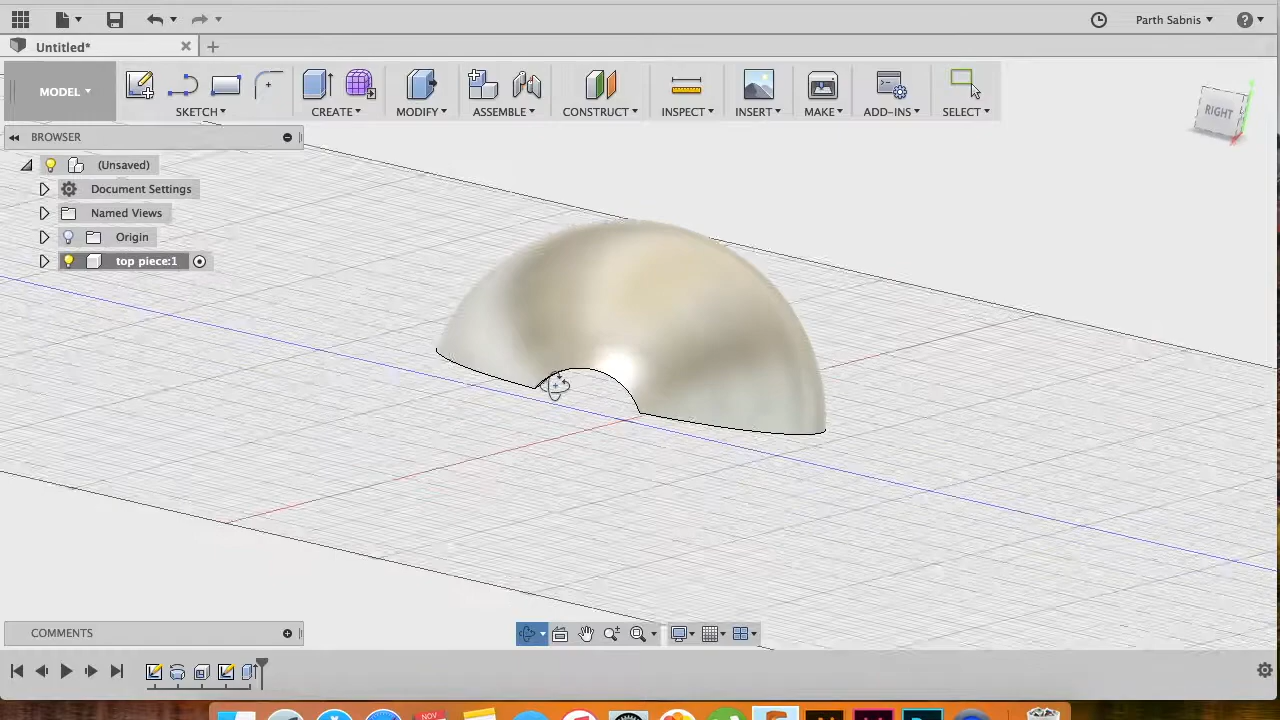 Parth Sabnis
Untitled*
MODEL
SKETCH
CREATE
MODIFY
ASSEMBLE
CONSTRUCT
INSPECT
INSERT
MAKE
ADD-INS
SELECT
RIGHT
BROWSER
(Unsaved)
Document Settings
Named Views
Origin
top piece:1
COMMENTS
NOV